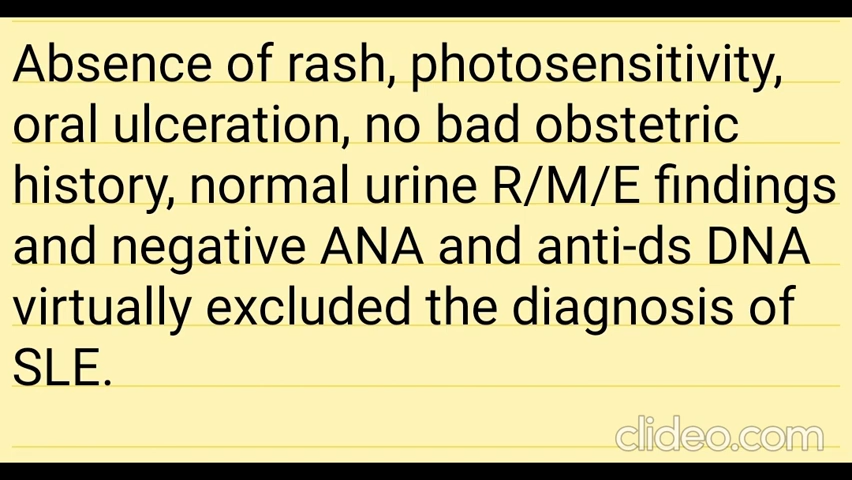 Absence of rash, photosensitivity,
oral ulceration, no bad obstetric
history, normal urine R/M/E findings
and negative ANA and anti-ds DNA
virtually excluded the diagnosis of
SLE.
clideo.com